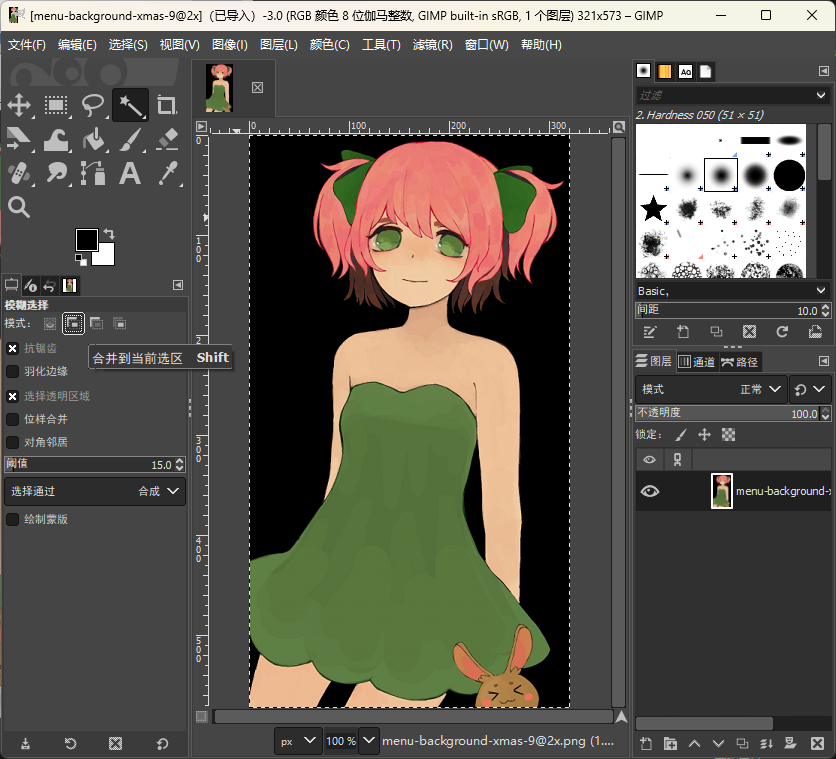 [menu-background-xmas-9@2x]（已导入）-3.0 (RGB 颜色 8 位伽马整数, GIMP built-in sRGB, 1 个图层) 321x573 – GIMP
文件(F) 编辑(E) 选择(S) 视图(V) 图像(I) 图层(L) 颜色(C) 工具(T) 滤镜(R) 窗口(W) 帮助(H)
模糊选择
模式：
抗锯齿
合并到当前选区 Shift
羽化边缘
选择透明区域
位样合并
对角邻居
阈值 15.0
选择通过 合成
绘制蒙版
0 100 200 300
0
100
2
300
400
500
px 100 % menu-background-xmas-9@2x.png (1....
Aa
过滤
2. Hardness 050 (51 × 51)
Basic,
间距 10.0
图层 通道 路径
模式 正常
不透明度 100.0
锁定：
menu-background-x